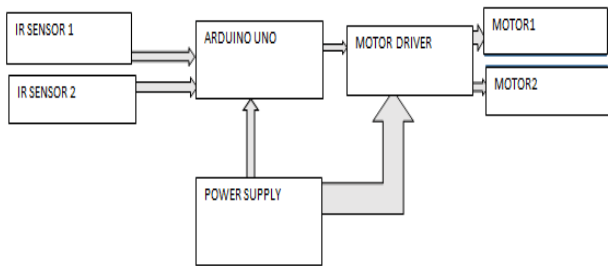 IR SENSOR 1
IR SENSOR 2
ARDUINO UNO
MOTOR DRIVER
MOTOR1
MOTOR2
POWER SUPPLY